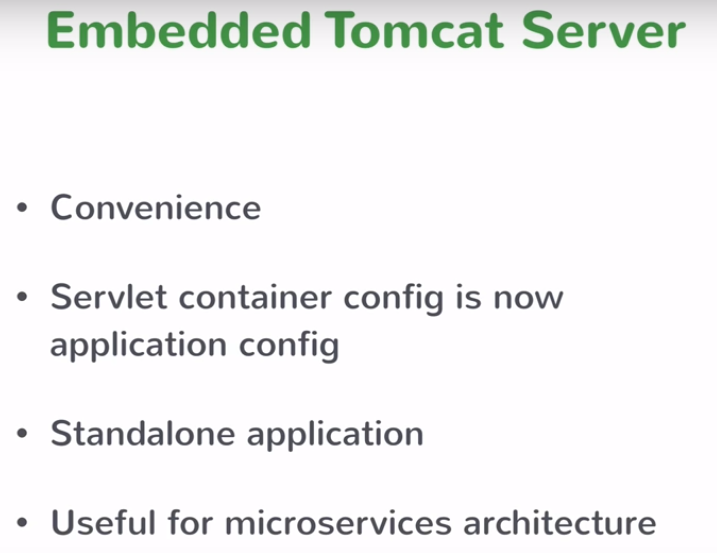 Embedded Tomcat Server
• Convenience
• Servlet container config is now
application config
• Standalone application
• Useful for microservices architecture